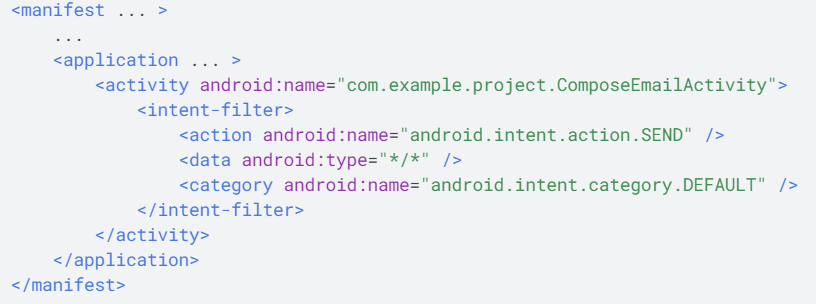 <manifest ... >
    ...
    <application ... >
        <activity android:name="com.example.project.ComposeEmailActivity">
            <intent-filter>
                <action android:name="android.intent.action.SEND" />
                <data android:type="*/*" />
                <category android:name="android.intent.category.DEFAULT" />
            </intent-filter>
        </activity>
    </application>
</manifest>